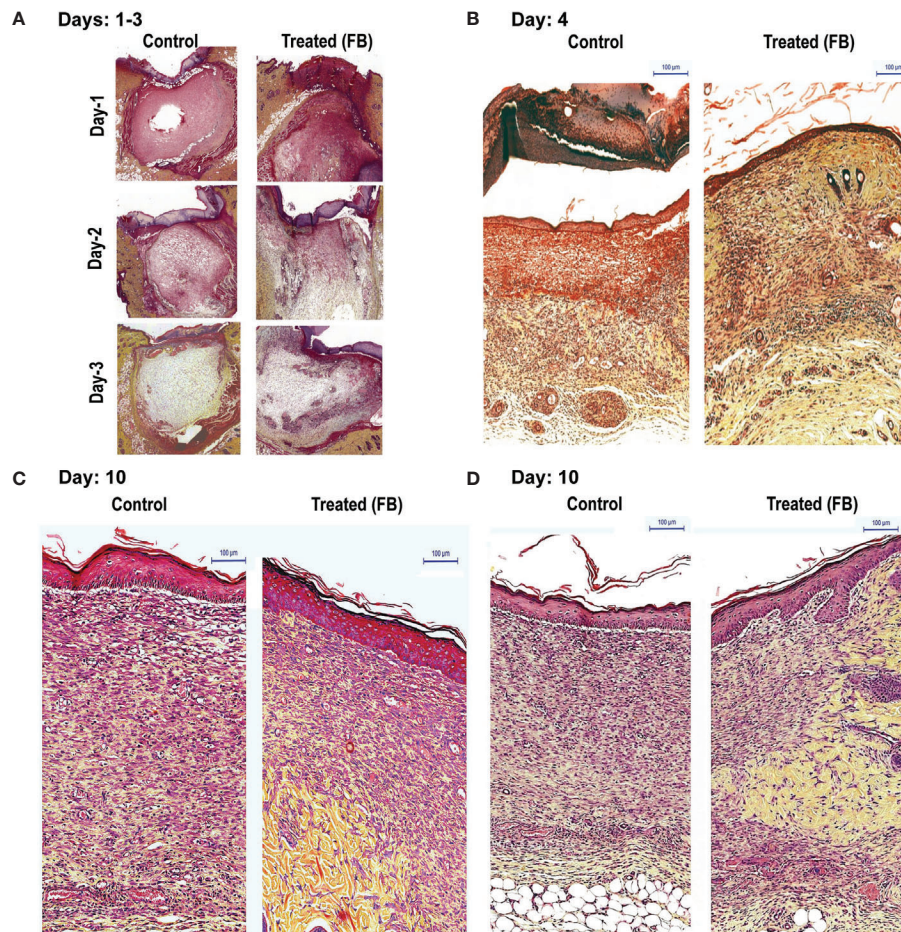 A Days: 1-3
Control Treated (FB)
Day-1
Day-2
Day-3
B Day: 4
Control Treated (FB)
100 µm 100 µm
C Day: 10
Control Treated (FB)
100 µm 100 µm
D Day: 10
Control Treated (FB)
100 µm 100 µm